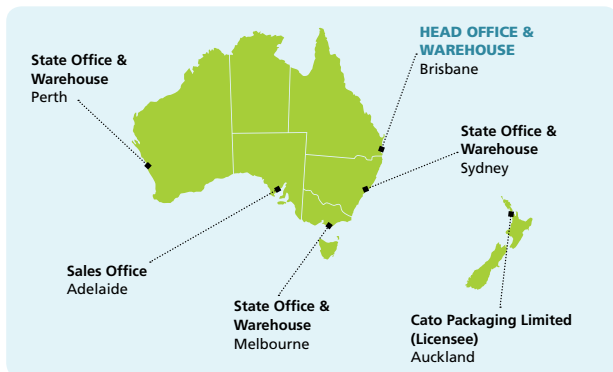 HEAD OFFICE &
WAREHOUSE
Brisbane
State Office &
Warehouse
Perth
State Office &
Warehouse
Sydney
Sales Office
Adelaide
State Office &
Warehouse
Melbourne
Cato Packaging Limited
(Licensee)
Auckland